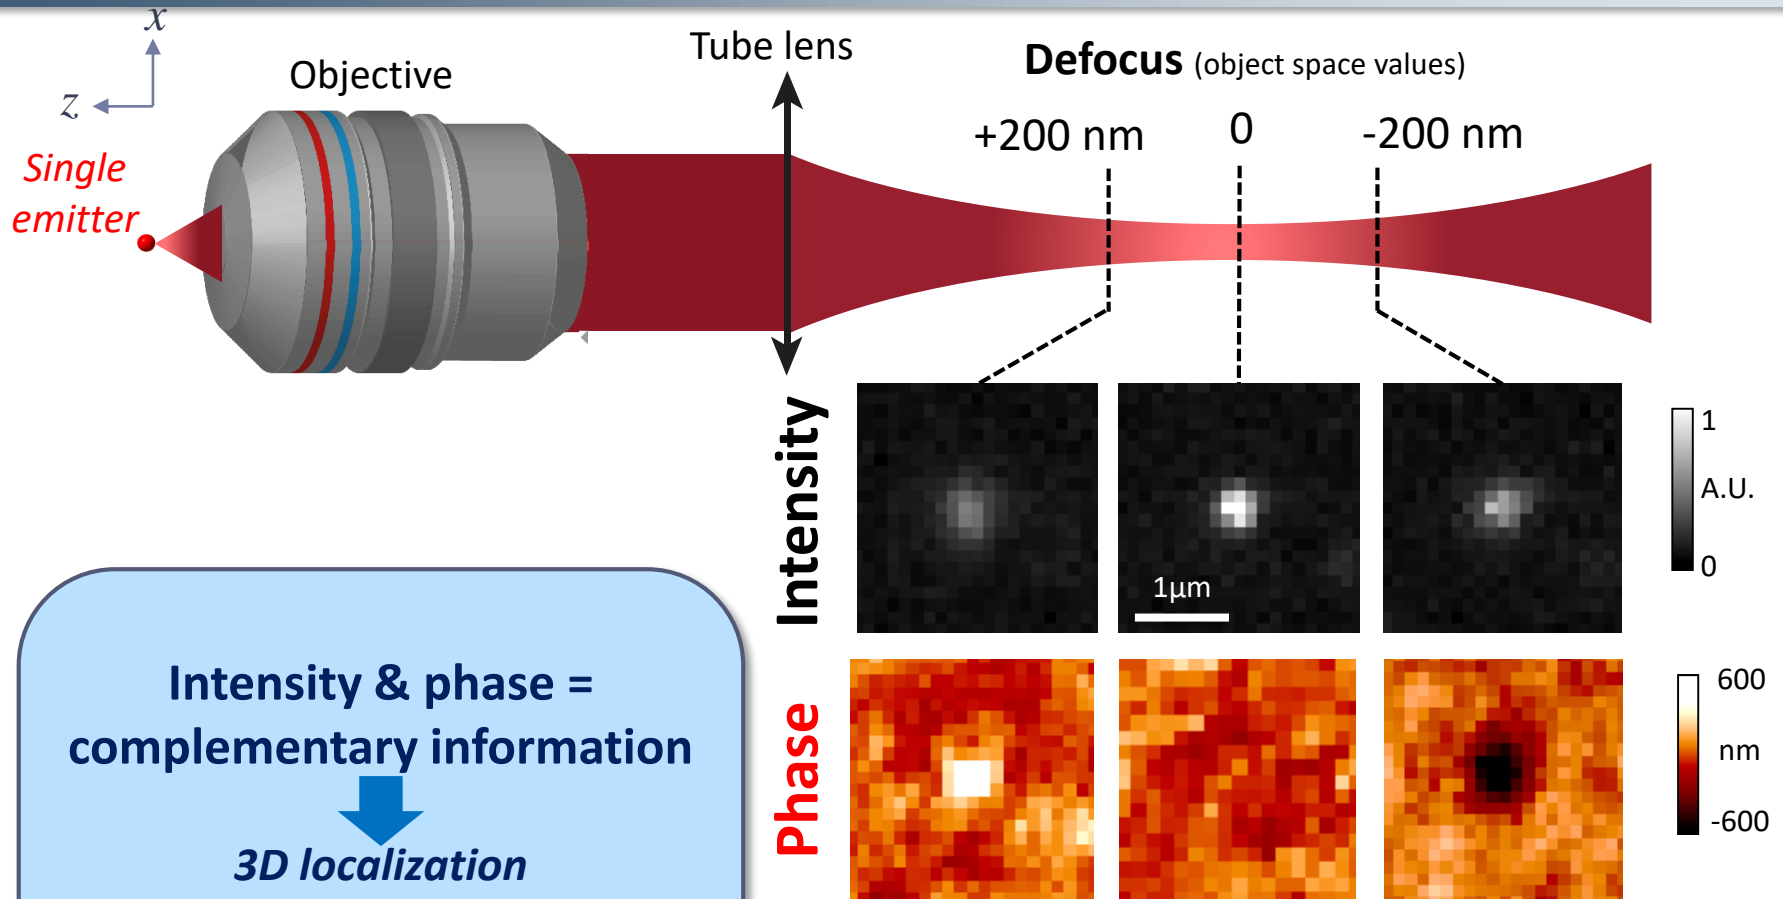 x
z
Objective
Tube lens
Defocus (object space values)
+200 nm
0
-200 nm
Single
emitter
Intensity
1µm
1
A.U.
0
Phase
600
nm
-600
Intensity & phase =
complementary information
3D localization